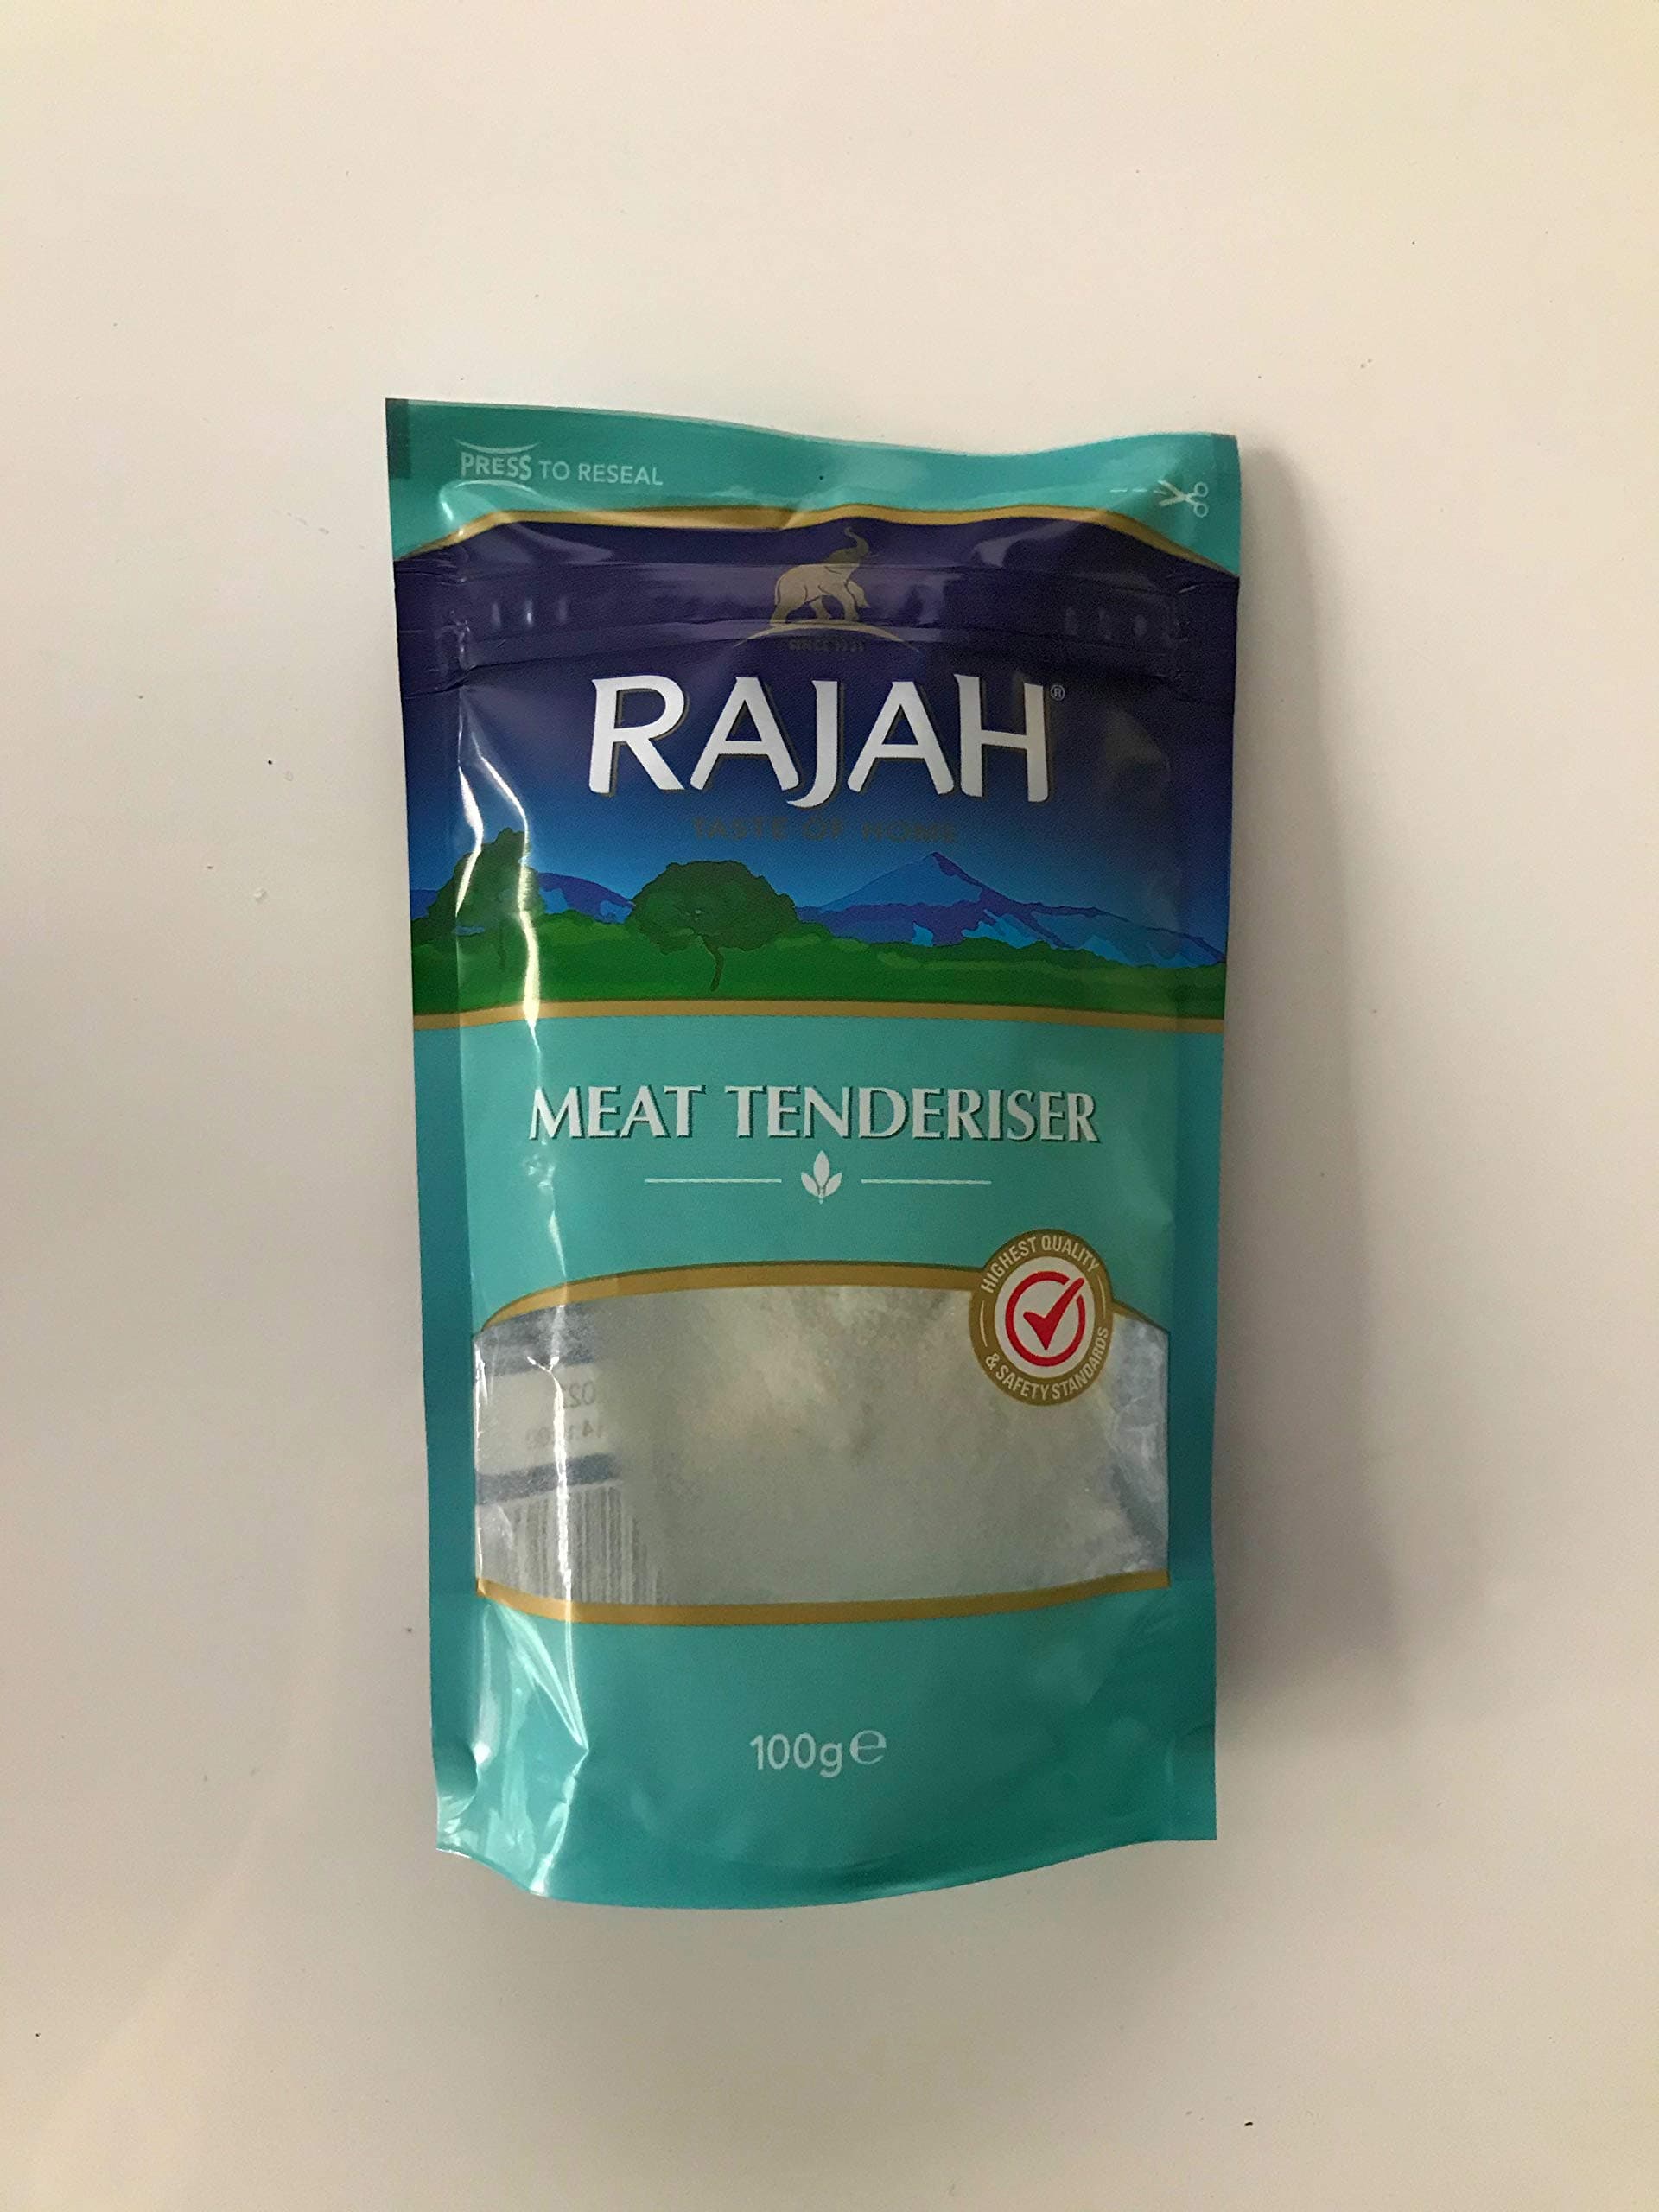 PRESS TO RESEAL
RAJAH®
TASTE OF HOME
MEAT TENDERISER
HIGHEST QUALITY
& SAFETY STANDARDS
100g℮